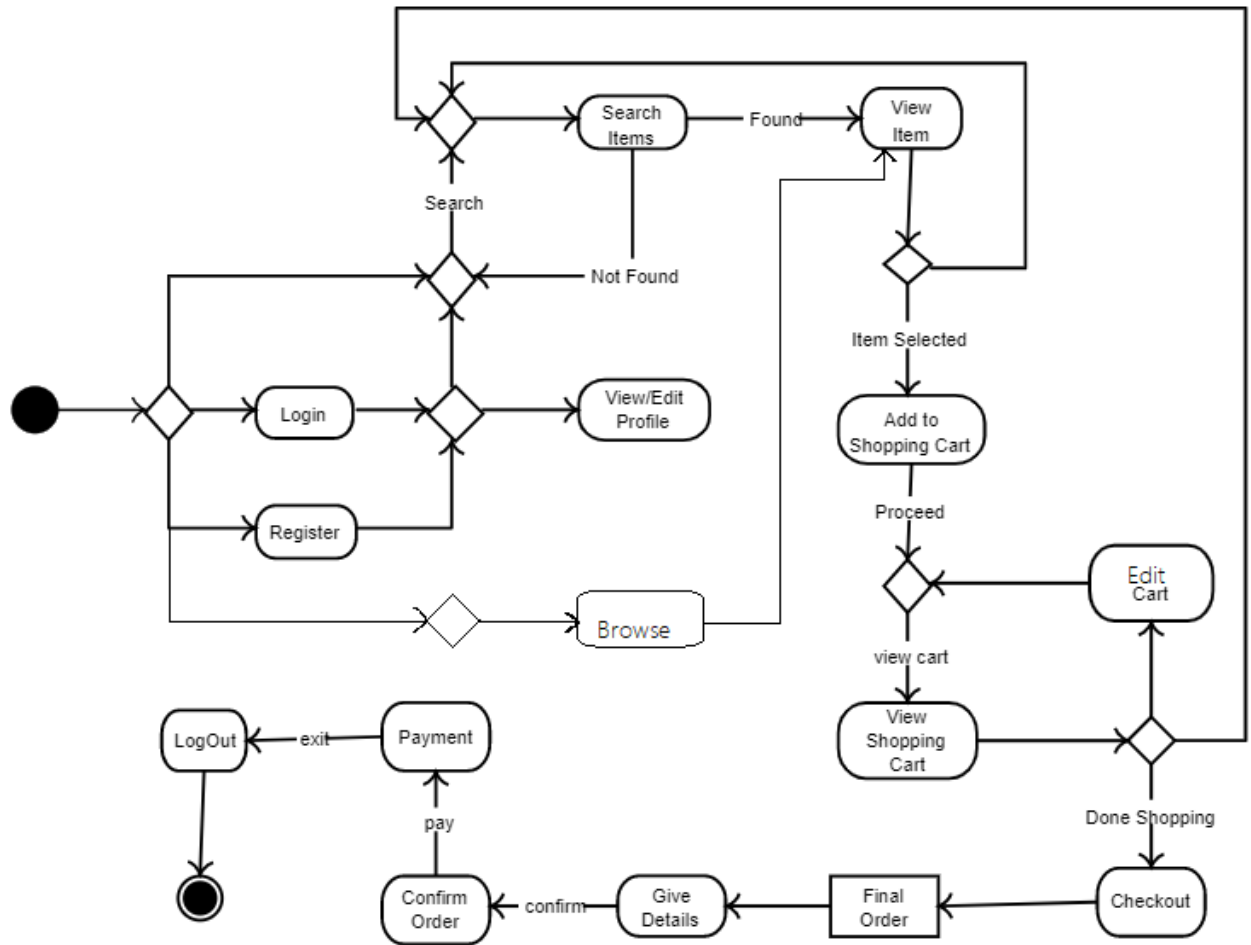 Search
Items
Found
View
Item
Search
Not Found
Item Selected
Login
View/Edit
Profile
Add to
Shopping Cart
Register
Proceed
Edit
Cart
Browse
view cart
LogOut
exit
Payment
View
Shopping
Cart
pay
Done Shopping
Confirm
Order
confirm
Give
Details
Final
Order
Checkout